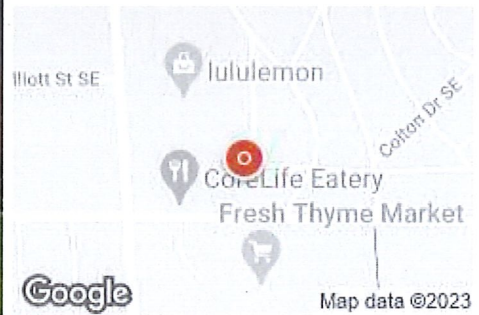 lliott St SE
lululemon
Colton Dr SE
CoreLife Eatery
Fresh Thyme Market
Google
Map data ©2023